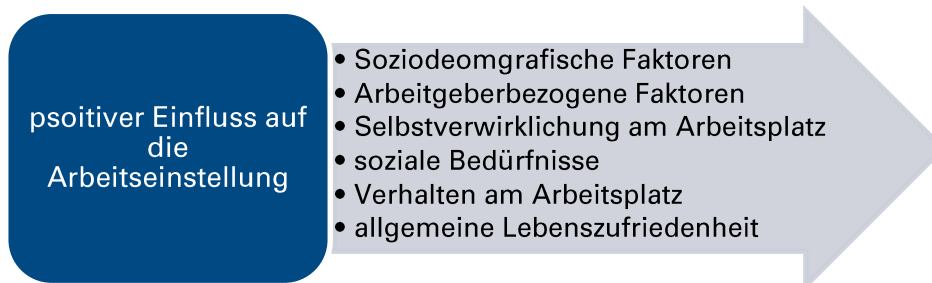 psoitiver Einfluss auf
die
Arbeitseinstellung
• Soziodeomgrafische Faktoren
• Arbeitgeberbezogene Faktoren
• Selbstverwirklichung am Arbeitsplatz
• soziale Bedürfnisse
• Verhalten am Arbeitsplatz
• allgemeine Lebenszufriedenheit